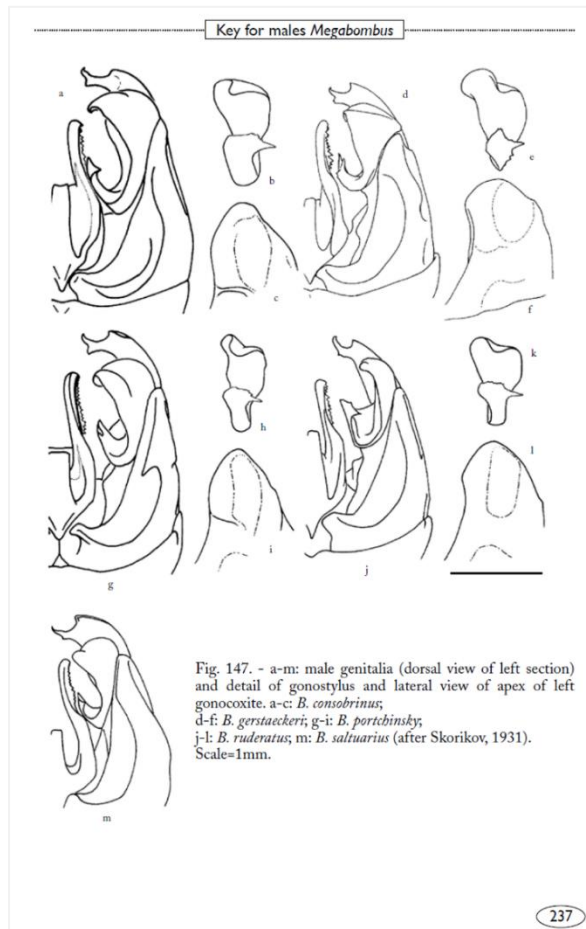 Key for males Megabombus
a
b
c
d
e
f
g
h
i
j
k
l
m
Fig. 147. - a-m: male genitalia (dorsal view of left section)
and detail of gonostylus and lateral view of apex of left
gonocoxite. a-c: B. consobrinus;
d-f: B. gerstaeckeri; g-i: B. portchinsky;
j-l: B. ruderatus; m: B. saltuarius (after Skorikov, 1931).
Scale=1mm.
237